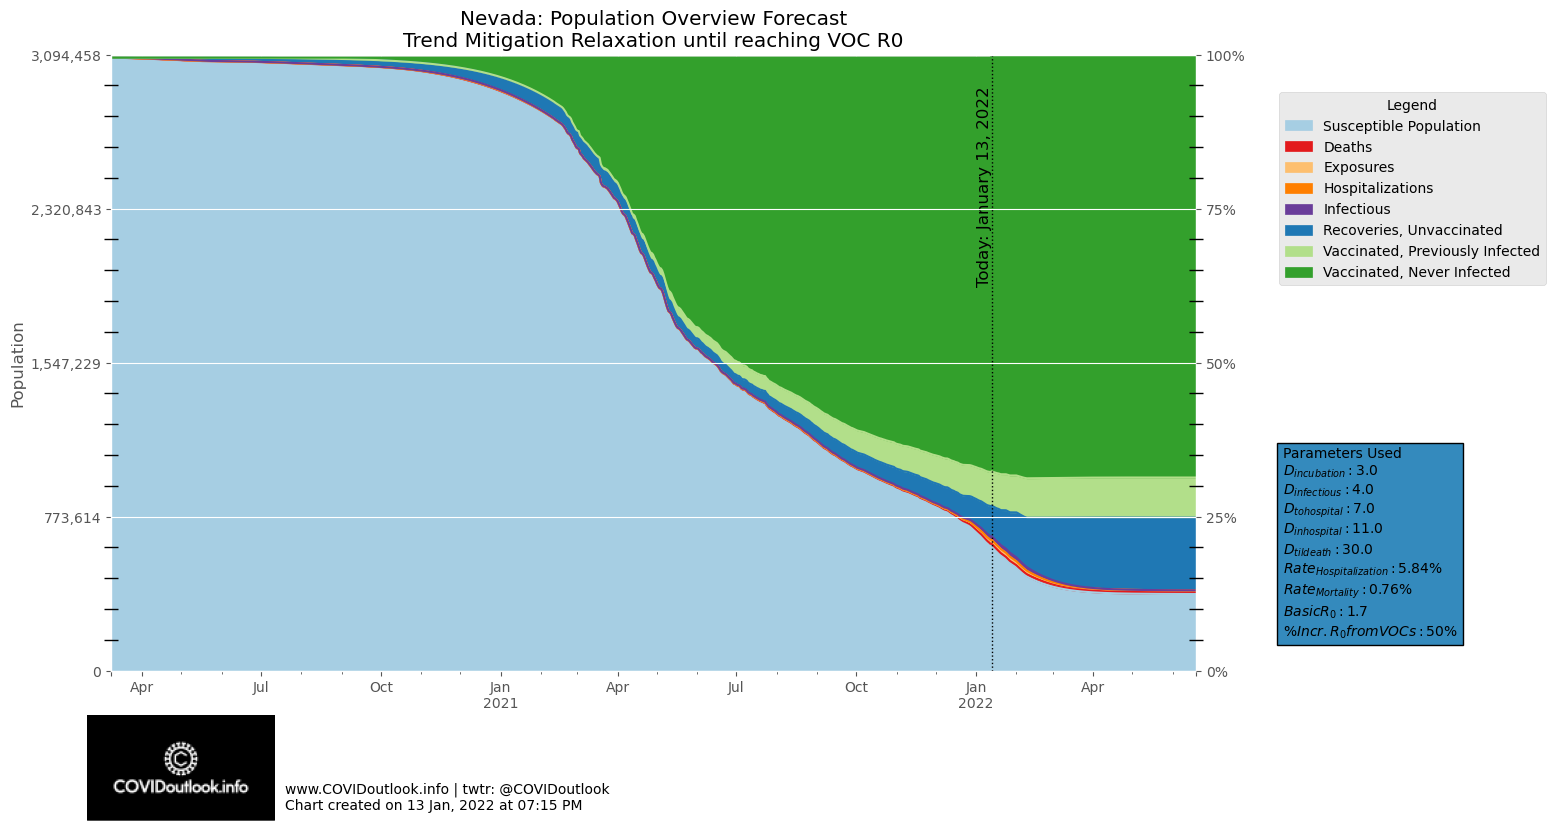 Nevada: Population Overview Forecast
Trend Mitigation Relaxation until reaching VOC R0
3,094,458
2,320,843
1,547,229
773,614
0
Population
100%
75%
50%
25%
0%
Today: January 13, 2022
Apr
Jul
Oct
Jan
2021
Apr
Jul
Oct
Jan
2022
Apr
Legend
Susceptible Population
Deaths
Exposures
Hospitalizations
Infectious
Recoveries, Unvaccinated
Vaccinated, Previously Infected
Vaccinated, Never Infected
Parameters Used
D_incubation : 3.0
D_infectious : 4.0
D_tohospital : 7.0
D_inhospital : 11.0
D_tildeath : 30.0
Rate_Hospitalization : 5.84%
Rate_Mortality : 0.76%
BasicR_0 : 1.7
%Incr.R_0fromVOCs : 50%
COVIDoutlook.info
www.COVIDoutlook.info | twtr: @COVIDoutlook
Chart created on 13 Jan, 2022 at 07:15 PM